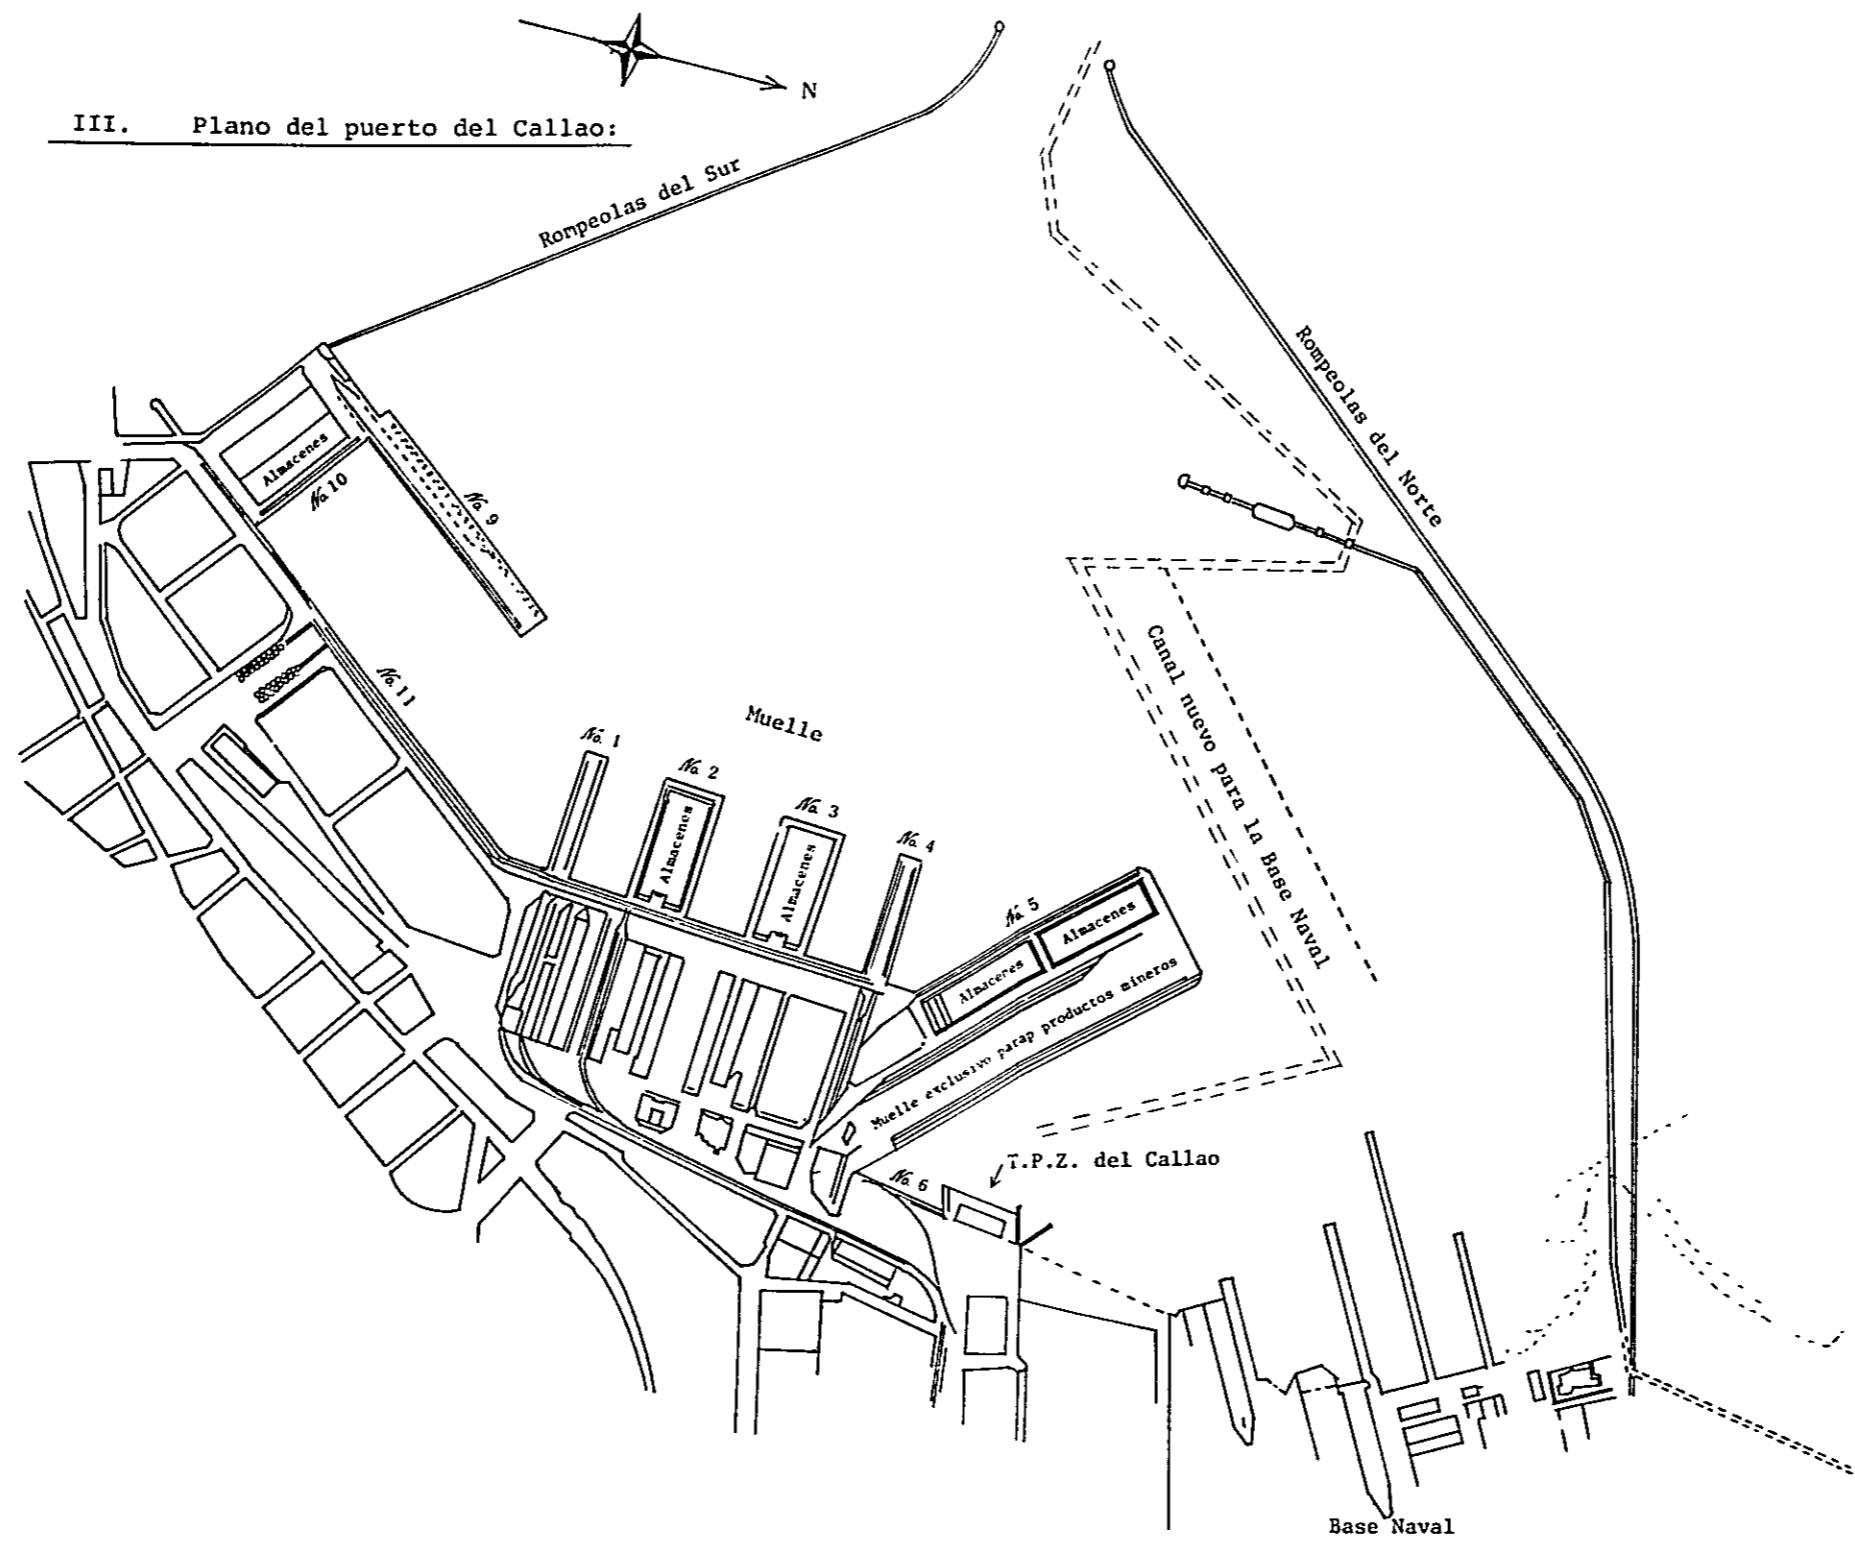 N
III. Plano del puerto del Callao:
Rompeolas del Sur
Rompeolas del Norte
Almacenes
No.10
No.9
No.11
Muelle
No. 1
No. 2
No. 3
No. 4
Almacenes
Almacenes
No. 5
Almacenes
Almaceres
Muelle exclusivo parap productos mineros
Canal nuevo para la Base Naval
T.P.Z. del Callao
No. 6
Base Naval